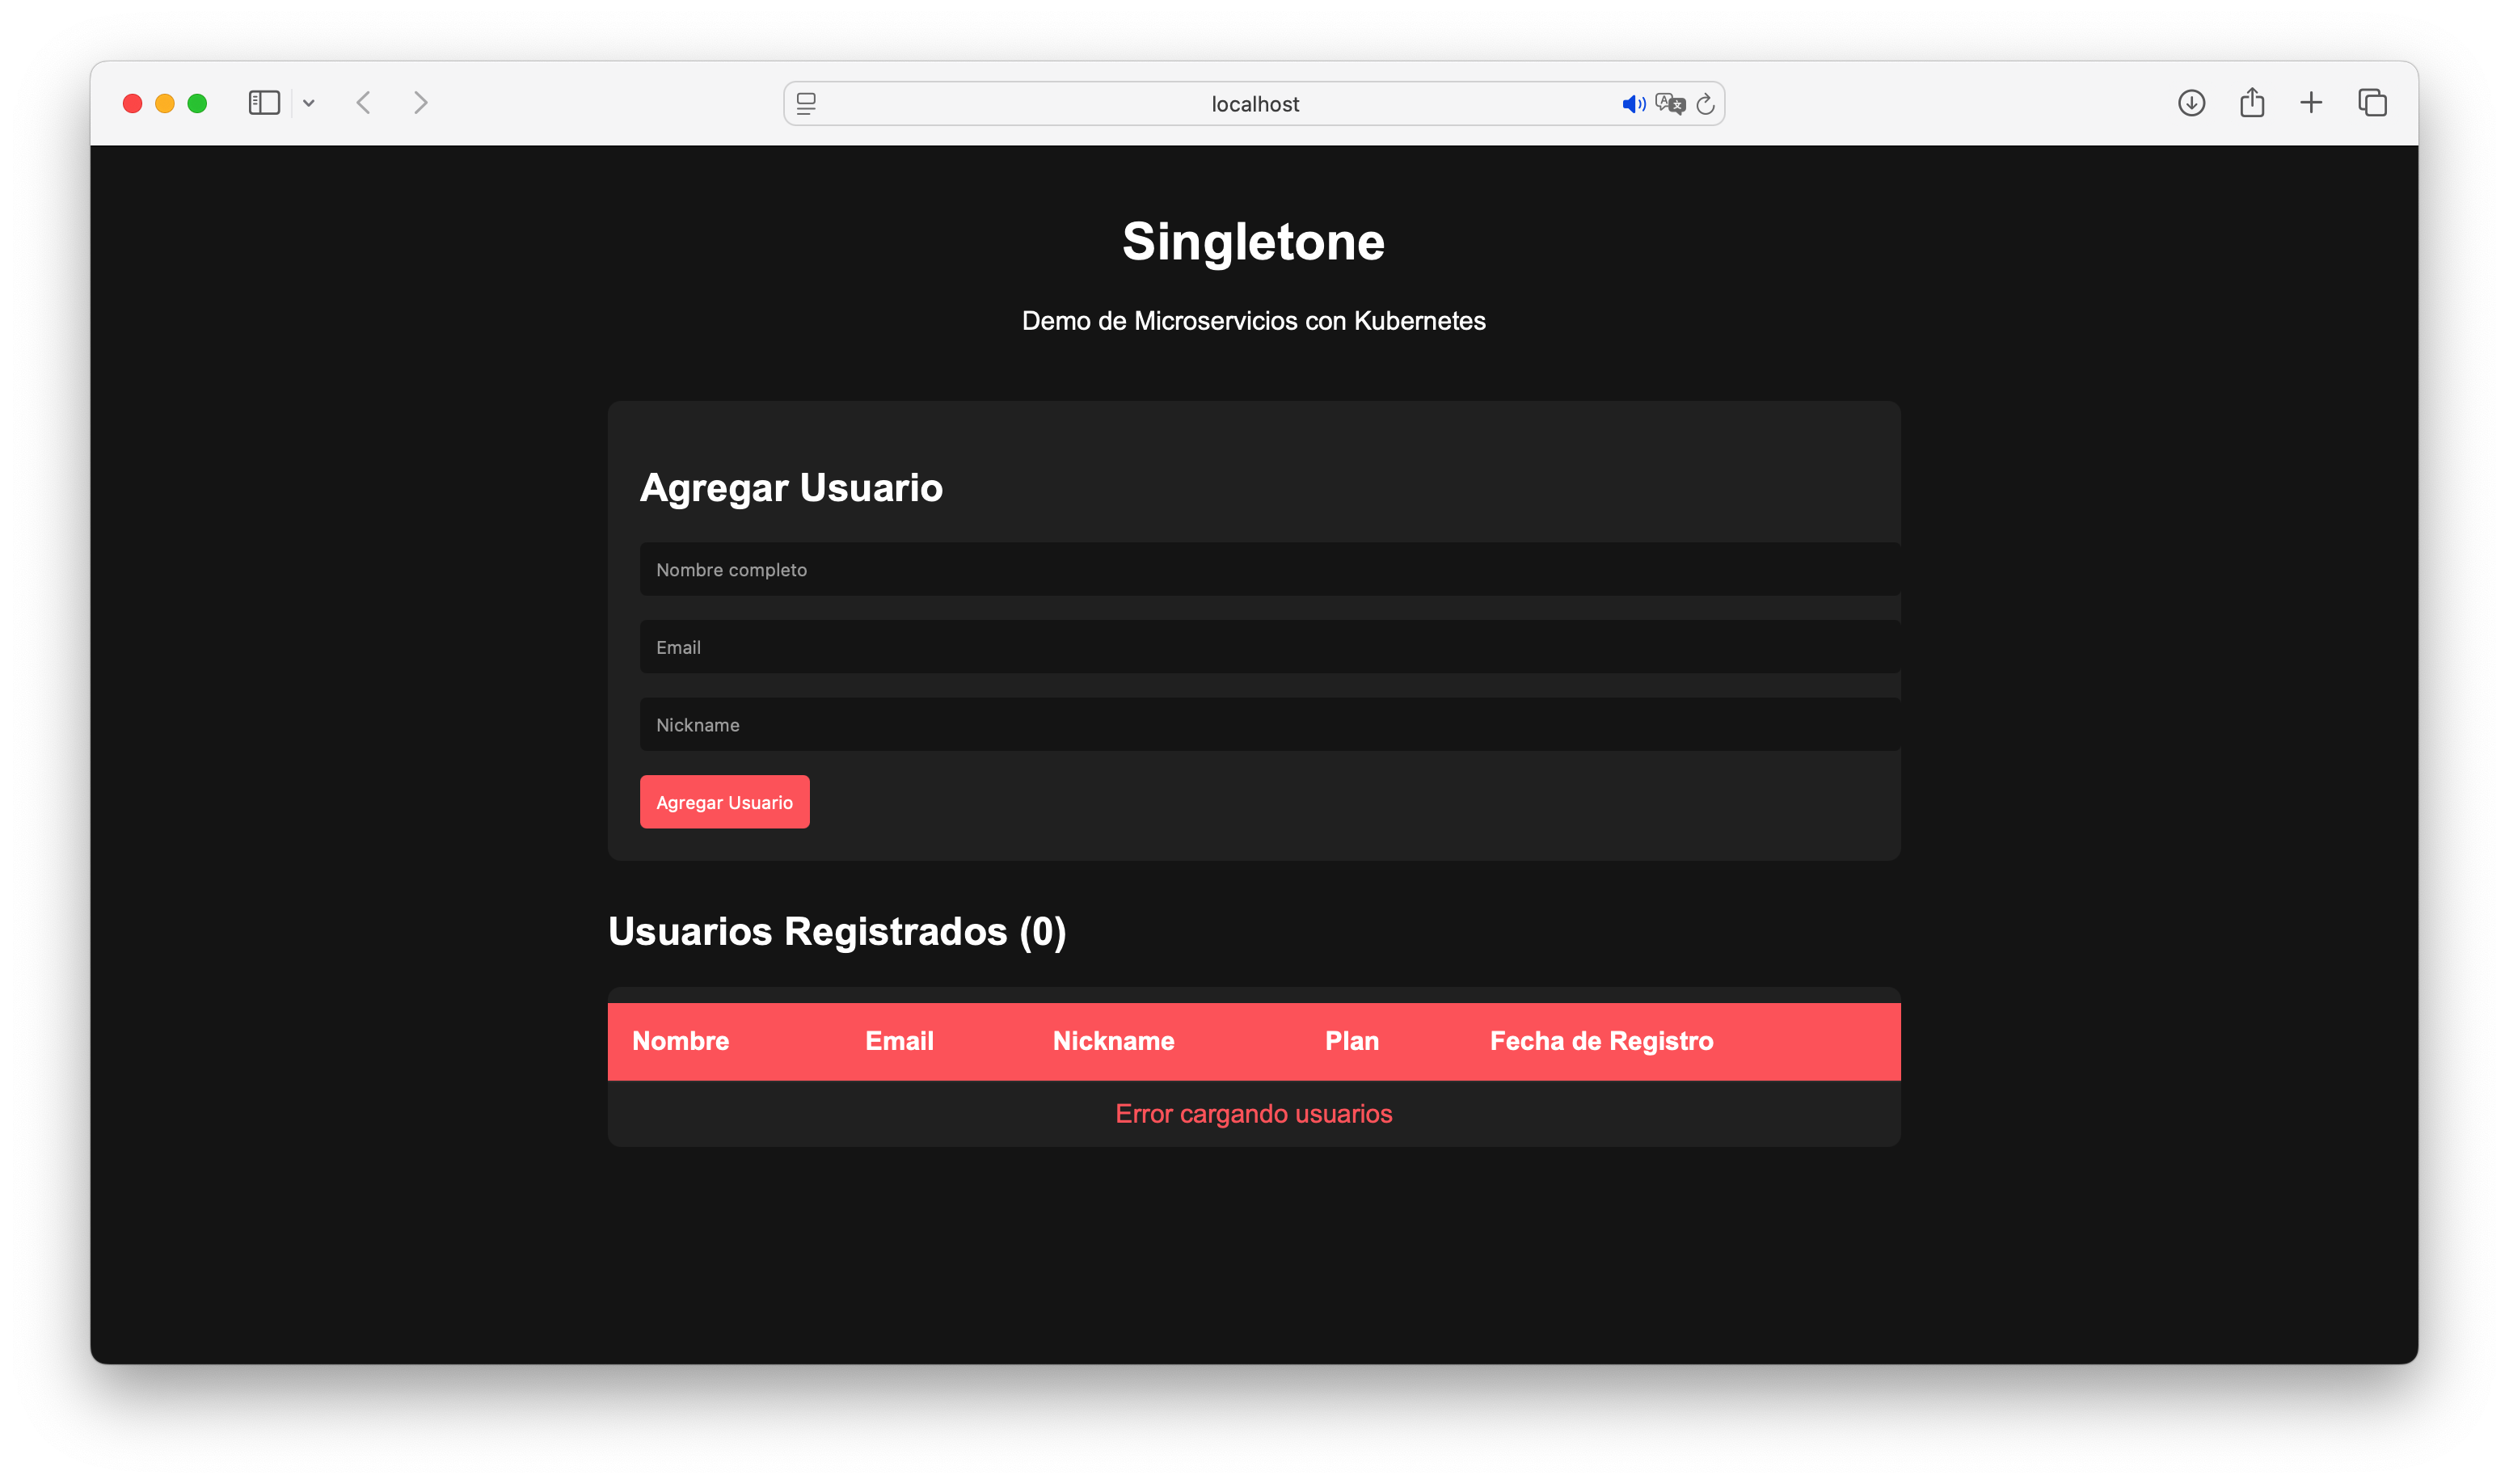 localhost
Singletone
Demo de Microservicios con Kubernetes
Agregar Usuario
Nombre completo
Email
Nickname
Agregar Usuario
Usuarios Registrados (0)
Nombre Email Nickname Plan Fecha de Registro
Error cargando usuarios